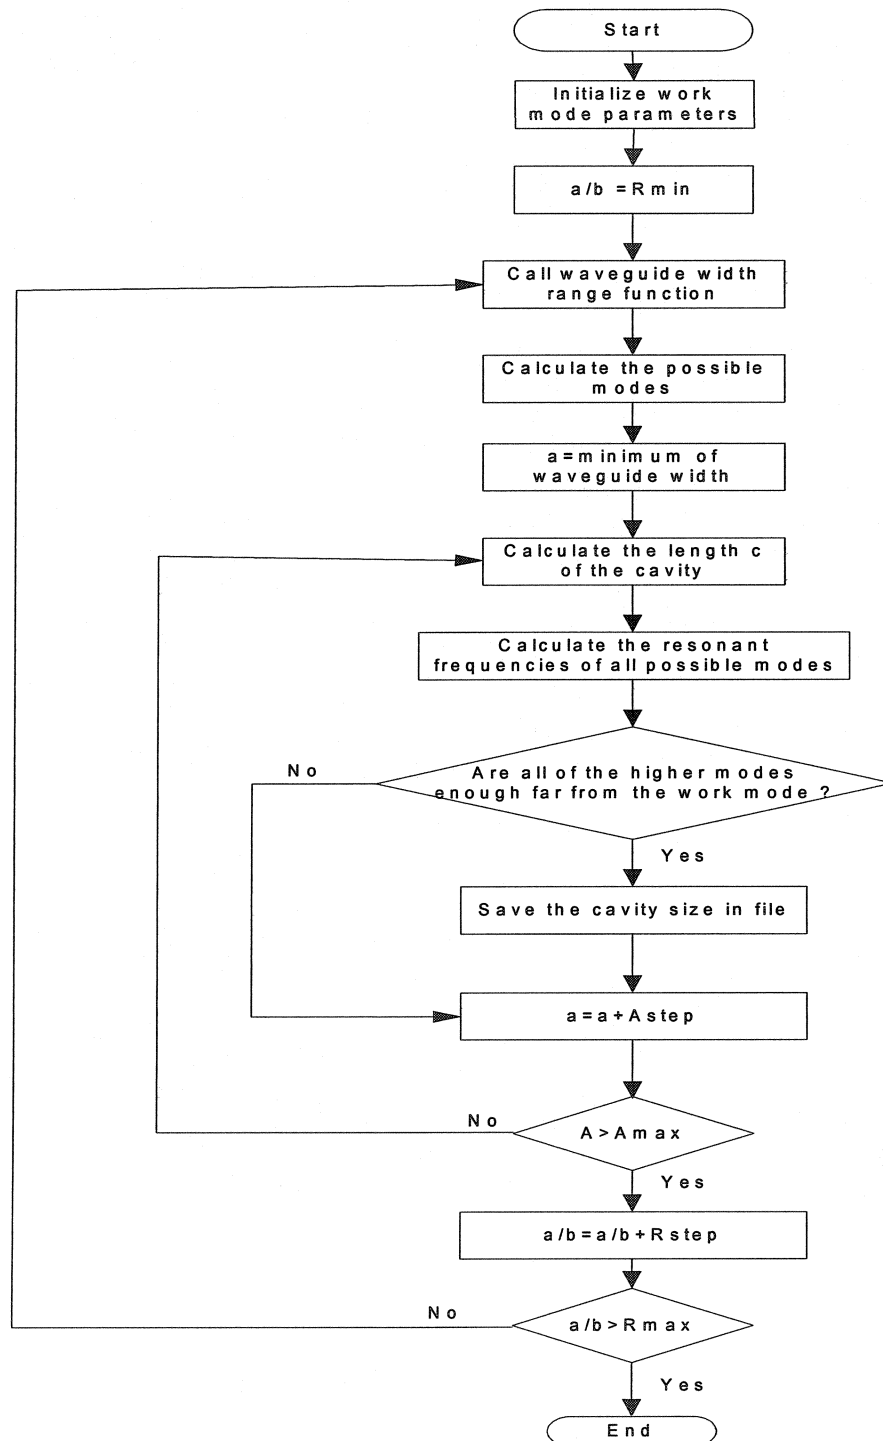 Start
Initialize work
mode parameters
a/b =Rmin
Call waveguide width
range function
Calculate the possible
modes
a=minimum of
waveguide width
Calculate the length c
of the cavity
Calculate the resonant
frequencies of all possible modes
No
Are all of the higher modes
enough far from the work mode ?
Yes
Save the cavity size in file
a=a+Astep
No
A>Amax
Yes
a/b=a/b+Rstep
No
a/b>Rmax
Yes
End